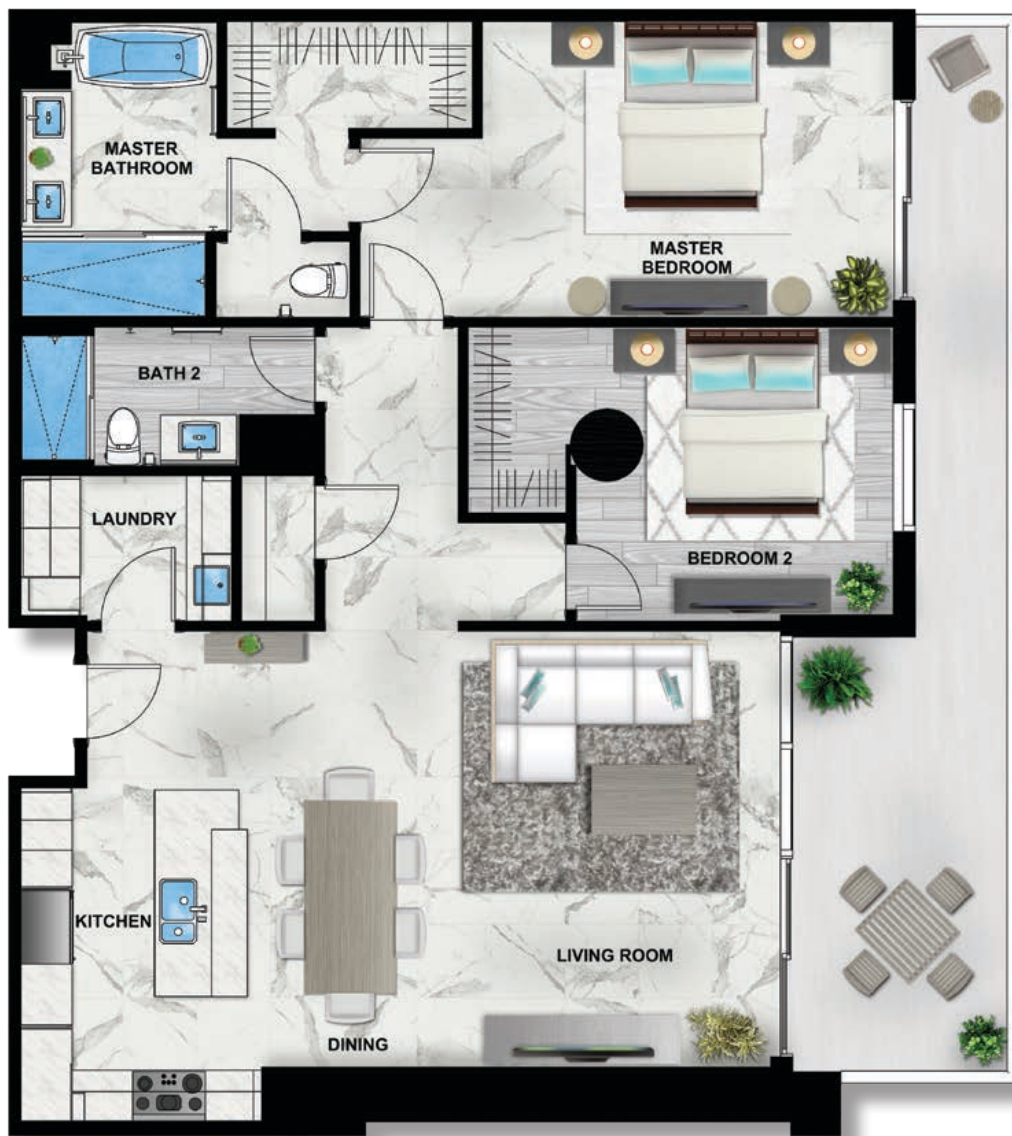 MASTER
BATHROOM
MASTER
BEDROOM
BATH 2
LAUNDRY
BEDROOM 2
KITCHEN
LIVING ROOM
DINING